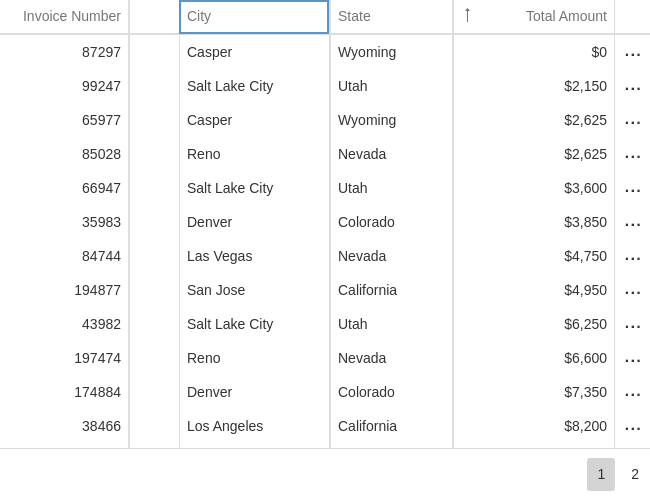 Invoice Number City State ↑ Total Amount
87297 Casper Wyoming $0 ...
99247 Salt Lake City Utah $2,150 ...
65977 Casper Wyoming $2,625 ...
85028 Reno Nevada $2,625 ...
66947 Salt Lake City Utah $3,600 ...
35983 Denver Colorado $3,850 ...
84744 Las Vegas Nevada $4,750 ...
194877 San Jose California $4,950 ...
43982 Salt Lake City Utah $6,250 ...
197474 Reno Nevada $6,600 ...
174884 Denver Colorado $7,350 ...
38466 Los Angeles California $8,200 ...
1 2